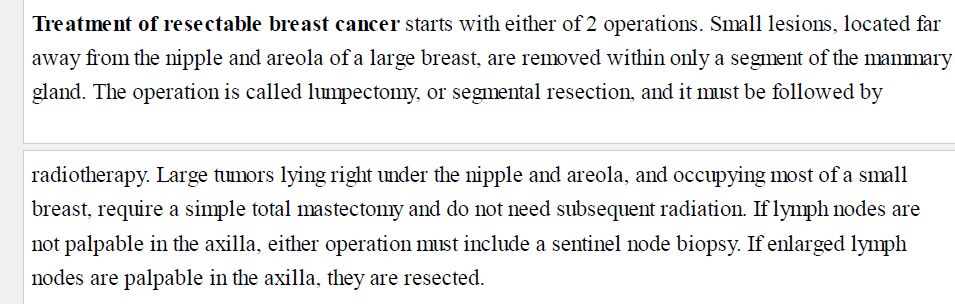 Treatment of resectable breast cancer starts with either of 2 operations. Small lesions, located far
away from the nipple and areola of a large breast, are removed within only a segment of the mammary
gland. The operation is called lumpectomy, or segmental resection, and it must be followed by
radiotherapy. Large tumors lying right under the nipple and areola, and occupying most of a small
breast, require a simple total mastectomy and do not need subsequent radiation. If lymph nodes are
not palpable in the axilla, either operation must include a sentinel node biopsy. If enlarged lymph
nodes are palpable in the axilla, they are resected.